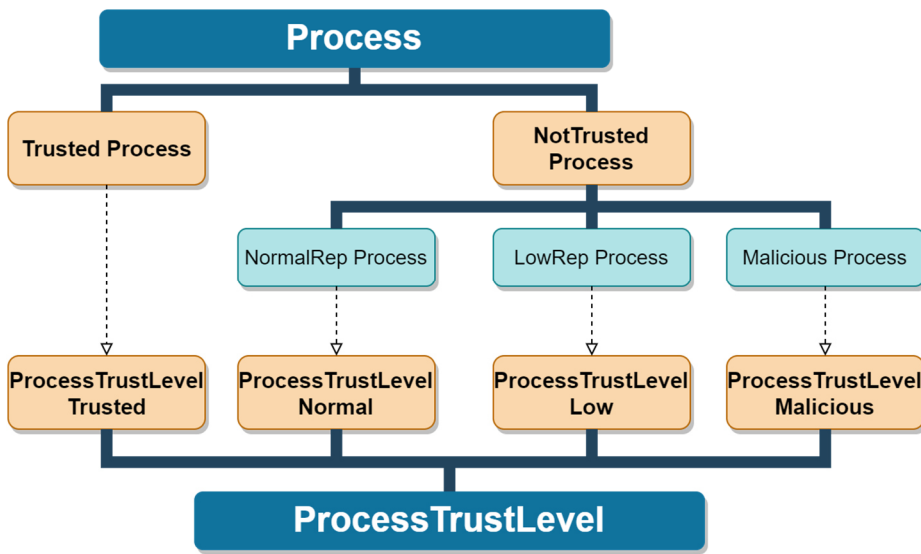 Process
Trusted Process
NotTrusted
Process
NormalRep Process
LowRep Process
Malicious Process
ProcessTrustLevel
Trusted
ProcessTrustLevel
Normal
ProcessTrustLevel
Low
ProcessTrustLevel
Malicious
ProcessTrustLevel